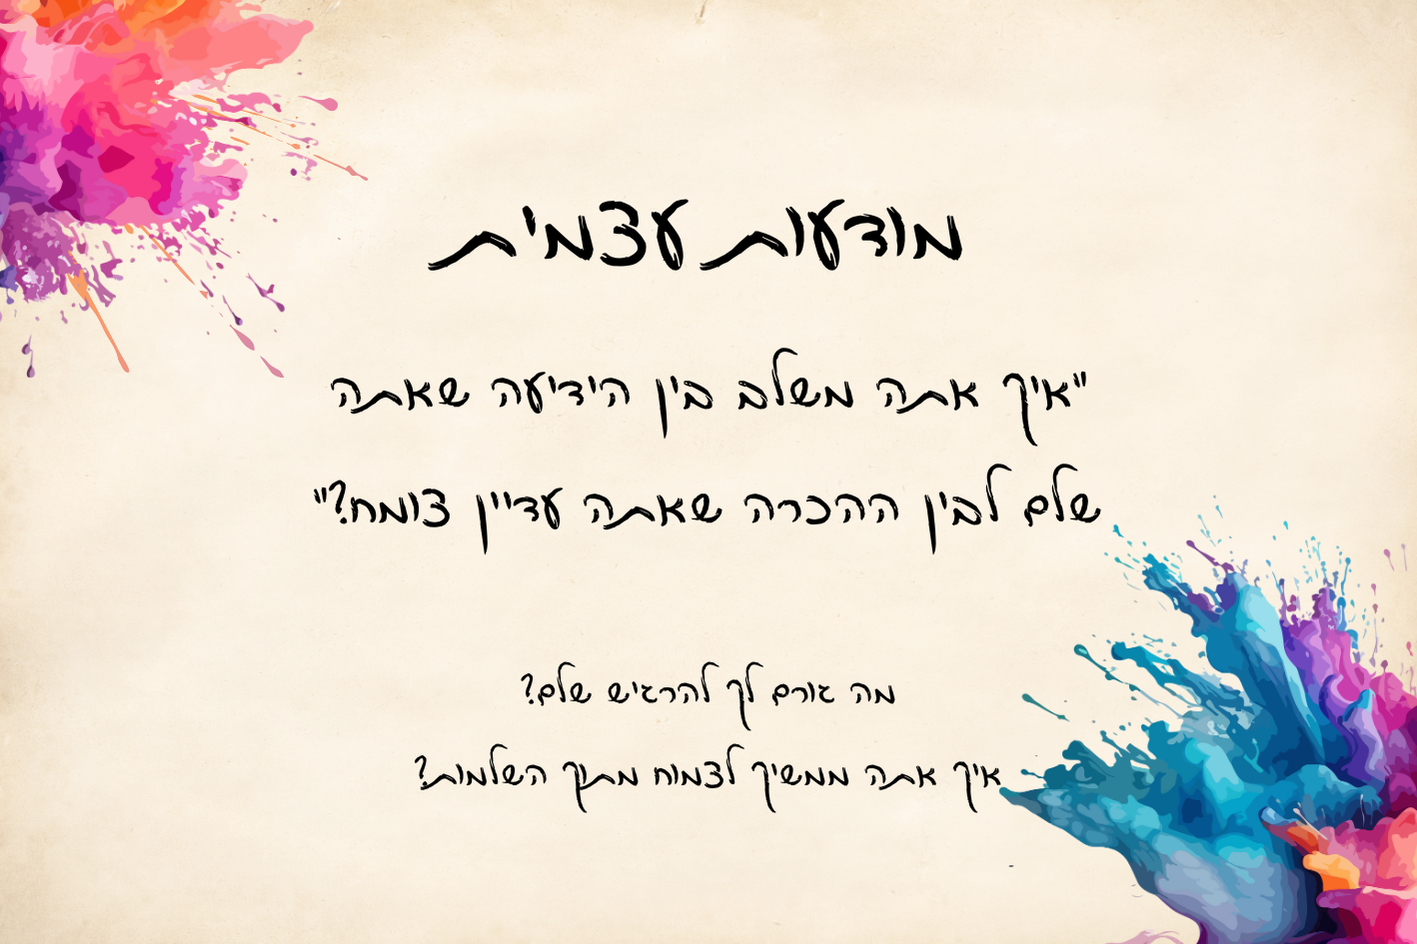 מודעות עצמית
"איך אתה משלב בין הידיעה שאתה
שלם לבין ההכרה שאתה עדיין צומח?"
מה גורם לך להרגיש שלם?
איך אתה ממשיך לצמוח מתוך השלמות?